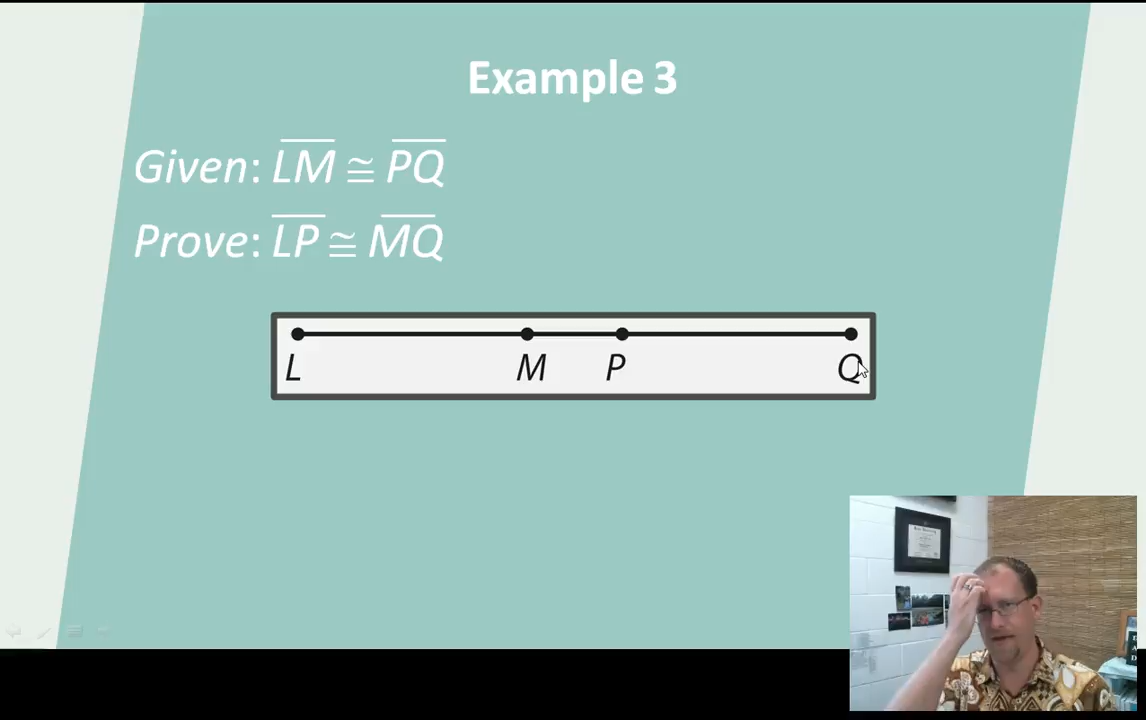 Example 3
Given: L͞M ≅ P͞Q
Prove: L͞P ≅ M͞Q
L M P Q